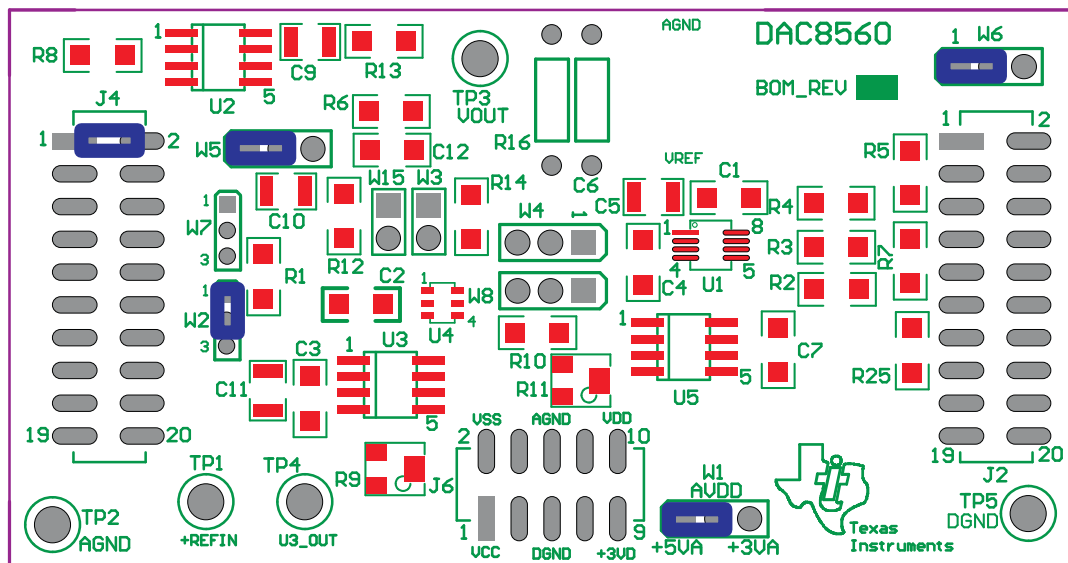 AGND
DAC8560
1 W6
R8
1
C9
R13
U2 5
TP3
VOUT
BOM_REV
J4
R6
1 2
W5
R16
C12
1 2
R5
VREF
W15 W3
R14
C6
C5
C1
R4
1
W7
3
C10
W4 1
1 8
R3
R7
R12
R1
4 5
U1
C4
R2
1
W2
3
C2
1
U4 4
W8
1
R10
C7
C11
C3
1
U3
5
R11
U5 5
R25
19 20
VSS AGND VDD
2 10
19 20
J2
TP1
TP4
R9
J6
W1
AVDD
TP5
DGND
TP2
AGND
+REFIN
U3_OUT
1 9
VCC DGND +3VD
+5VA +3VA
Texas
Instruments